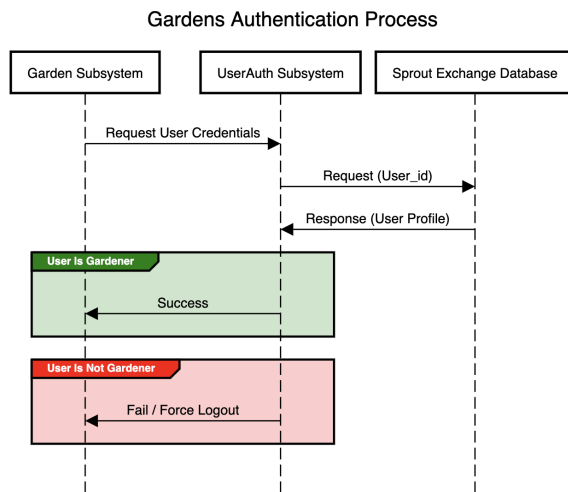 Gardens Authentication Process
Garden Subsystem
UserAuth Subsystem
Sprout Exchange Database
Request User Credentials
Request (User_id)
Response (User Profile)
User Is Gardener
Success
User Is Not Gardener
Fail / Force Logout